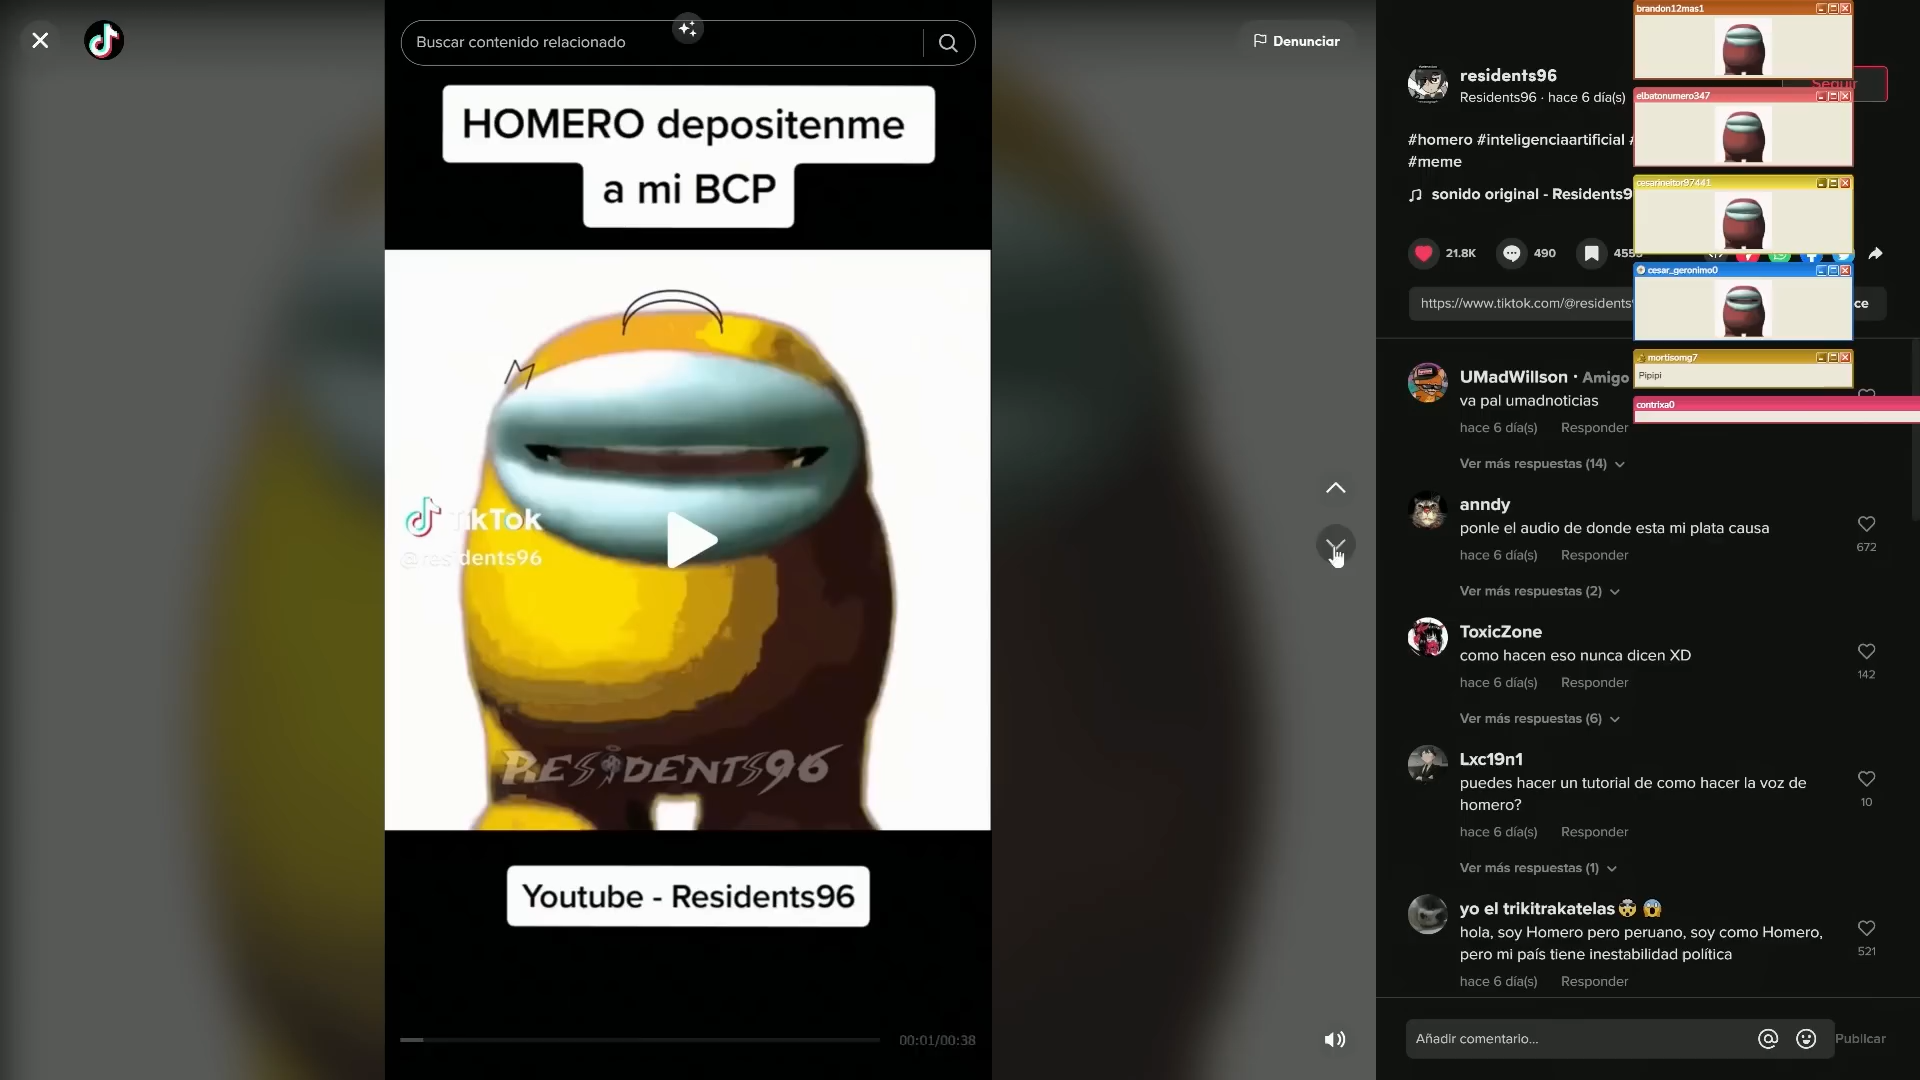 Buscar contenido relacionado
Denunciar
HOMERO depositenme
a mi BCP
TikTok
@residents96
RESIDENTS96
Youtube - Residents96
00:01/00:38
residents96
Residents96 · hace 6 día(s)
Seguir
#homero #inteligenciaartificial
#meme
sonido original - Residents9
21.8K
490
455
https://www.tiktok.com/@residents
ce
UMadWillson · Amigo
va pal umadnoticias
hace 6 día(s) Responder
Ver más respuestas (14)
anndy
ponle el audio de donde esta mi plata causa
hace 6 día(s) Responder
672
Ver más respuestas (2)
ToxicZone
como hacen eso nunca dicen XD
hace 6 día(s) Responder
142
Ver más respuestas (6)
Lxc19n1
puedes hacer un tutorial de como hacer la voz de
homero?
hace 6 día(s) Responder
10
Ver más respuestas (1)
yo el trikitrakatelas🤯 😱
hola, soy Homero pero peruano, soy como Homero,
pero mi país tiene inestabilidad política
hace 6 día(s) Responder
521
Añadir comentario...
Publicar
brandon12mas1
elbatonumero347
cesarineitor97441
cesar_geronimo0
mortisomg7
Pipipi
contrixa0